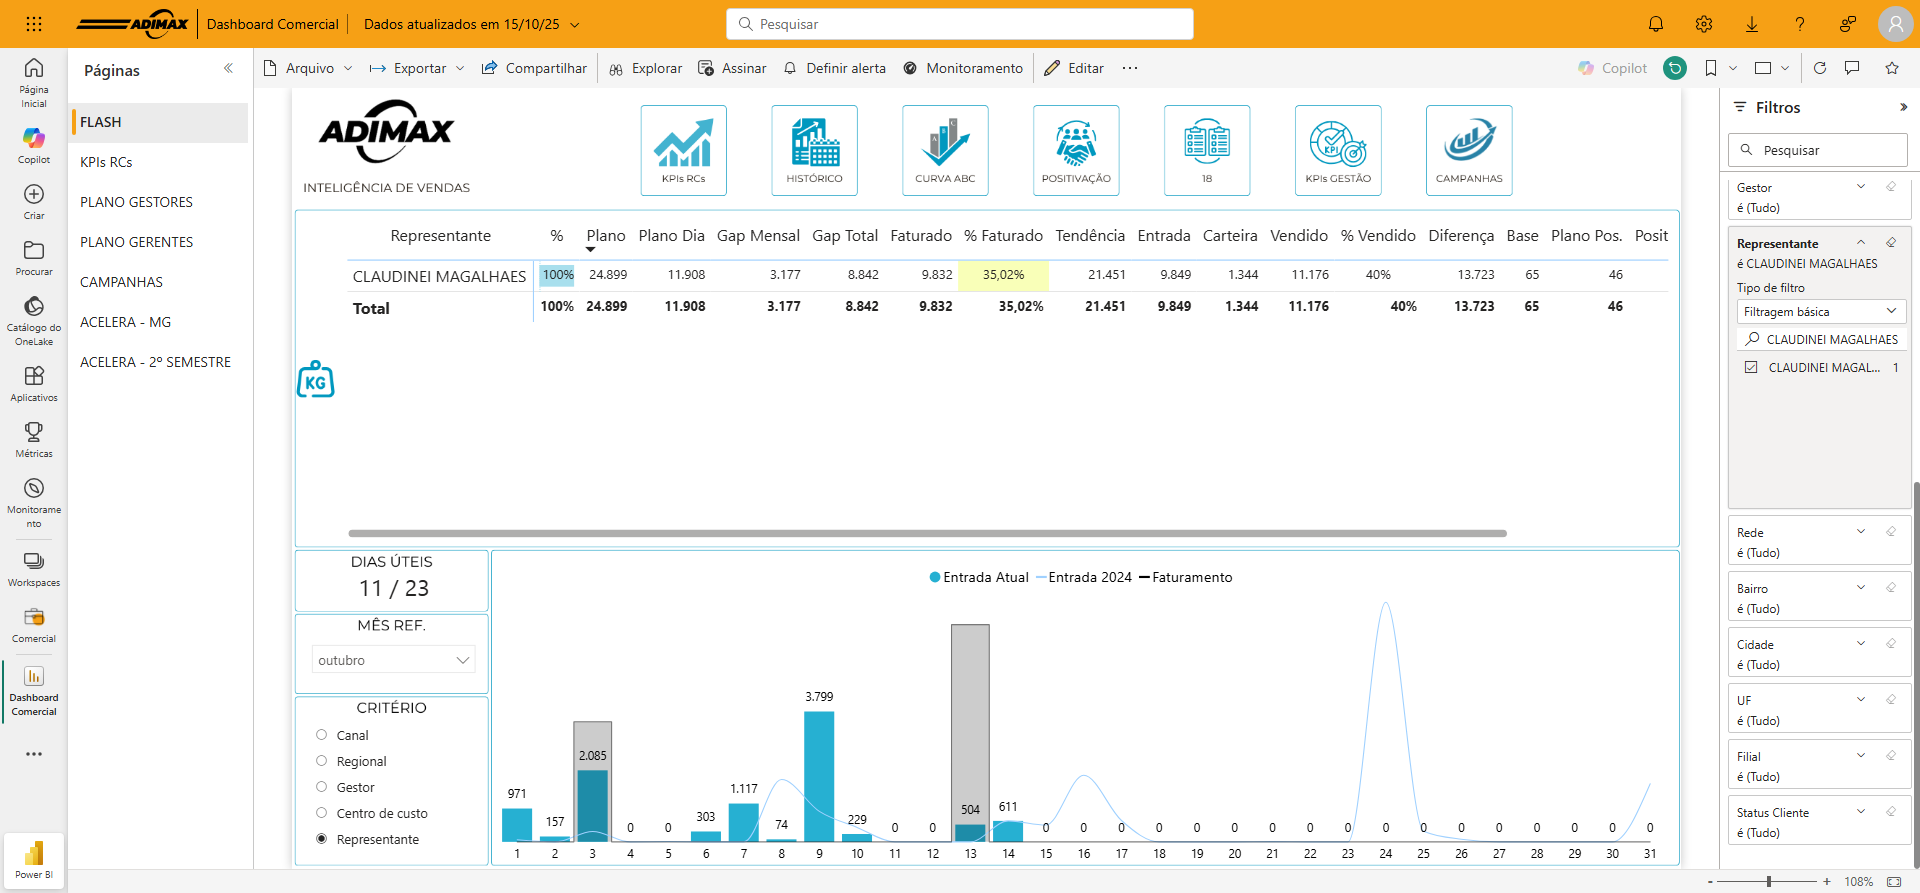 ADIMAX
Dashboard Comercial
Dados atualizados em 15/10/25
Pesquisar
Página Inicial
Copilot
Criar
Procurar
Catálogo do OneLake
Aplicativos
Métricas
Monitorame
nto
Workspaces
Comercial
Dashboard Comercial
Power BI
Páginas
FLASH
KPIs RCs
PLANO GESTORES
PLANO GERENTES
CAMPANHAS
ACELERA - MG
ACELERA - 2º SEMESTRE
Arquivo
Exportar
Compartilhar
Explorar
Assinar
Definir alerta
Monitoramento
Editar
Copilot
ADIMAX
INTELIGÊNCIA DE VENDAS
KPIs RCs
HISTÓRICO
A B C
CURVA ABC
POSITIVAÇÃO
18
KPI
KPIs GESTÃO
CAMPANHAS
Representante % Plano Plano Dia Gap Mensal Gap Total Faturado % Faturado Tendência Entrada Carteira Vendido % Vendido Diferença Base Plano Pos. Posit
CLAUDINEI MAGALHAES 100% 24.899 11.908 3.177 8.842 9.832 35,02% 21.451 9.849 1.344 11.176 40% 13.723 65 46
Total 100% 24.899 11.908 3.177 8.842 9.832 35,02% 21.451 9.849 1.344 11.176 40% 13.723 65 46
KG
DIAS ÚTEIS
11 / 23
MÊS REF.
outubro
CRITÉRIO
Canal
Regional
Gestor
Centro de custo
Representante
Entrada Atual Entrada 2024 Faturamento
971 157 2.085 0 0 303 1.117 74 3.799 229 0 0 504 611 0 0 0 0 0 0 0 0 0 0 0 0 0 0 0 0 0
1 2 3 4 5 6 7 8 9 10 11 12 13 14 15 16 17 18 19 20 21 22 23 24 25 26 27 28 29 30 31
Filtros
Pesquisar
Gestor
é (Tudo)
Representante
é CLAUDINEI MAGALHAES
Tipo de filtro
Filtragem básica
CLAUDINEI MAGALHAES
CLAUDINEI MAGAL... 1
Rede
é (Tudo)
Bairro
é (Tudo)
Cidade
é (Tudo)
UF
é (Tudo)
Filial
é (Tudo)
Status Cliente
é (Tudo)
- + 108%